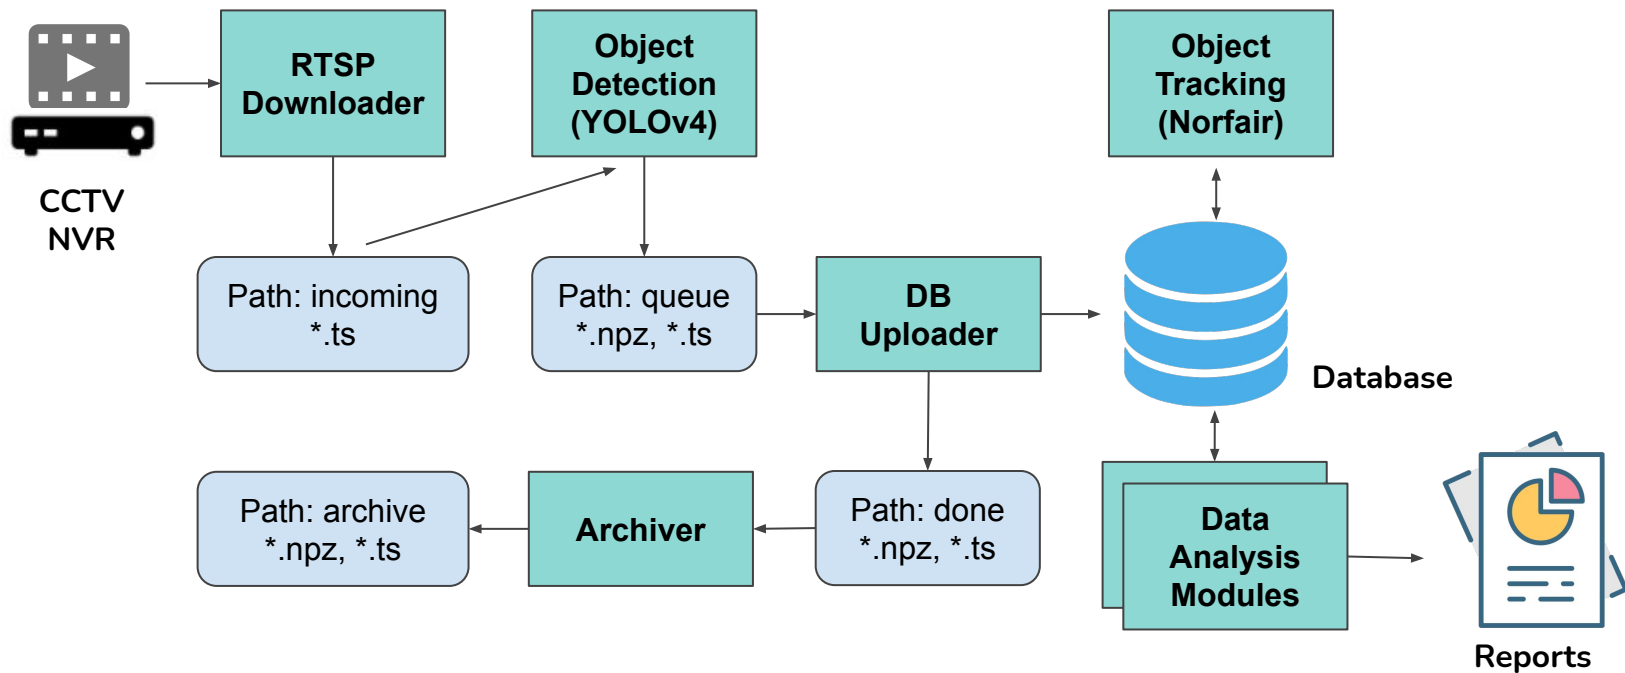 RTSP
Downloader
Object
Detection
(YOLOv4)
Object
Tracking
(Norfair)
CCTV
NVR
Path: incoming
*.ts
Path: queue
*.npz, *.ts
DB
Uploader
Database
Path: archive
*.npz, *.ts
Archiver
Path: done
*.npz, *.ts
Data
Analysis
Modules
Reports